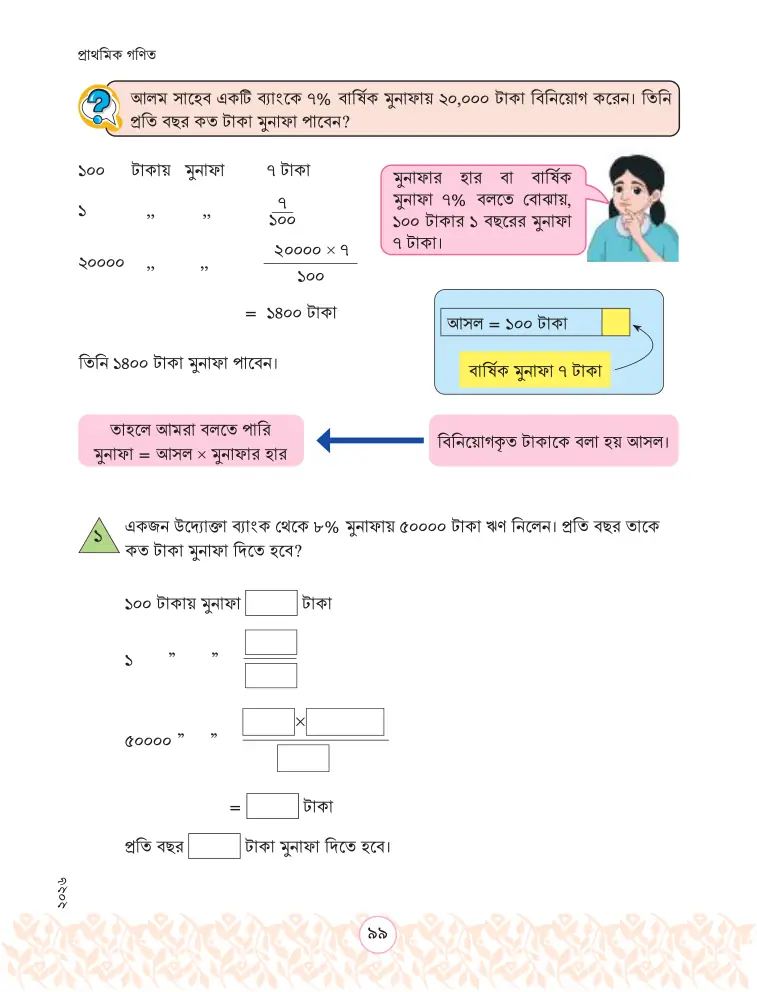 প্রাথমিক গণিত
আলম সাহেব একটি ব্যাংকে ৭% বার্ষিক মুনাফায় ২০,০০০ টাকা বিনিয়োগ করেন। তিনি
প্রতি বছর কত টাকা মুনাফা পাবেন?
১০০ টাকায় মুনাফা ৭ টাকা
১ ,, ,, ৭
১০০
২০০০০ ,, ,, ২০০০০ × ৭
১০০
= ১৪০০ টাকা
তিনি ১৪০০ টাকা মুনাফা পাবেন।
মুনাফার হার বা বার্ষিক
মুনাফা ৭% বলতে বোঝায়,
১০০ টাকার ১ বছরের মুনাফা
৭ টাকা।
আসল = ১০০ টাকা
বার্ষিক মুনাফা ৭ টাকা
তাহলে আমরা বলতে পারি
মুনাফা = আসল × মুনাফার হার
বিনিয়োগকৃত টাকাকে বলা হয় আসল।
১
একজন উদ্যোক্তা ব্যাংক থেকে ৮% মুনাফায় ৫০০০০ টাকা ঋণ নিলেন। প্রতি বছর তাকে
কত টাকা মুনাফা দিতে হবে?
১০০ টাকায় মুনাফা টাকা
১ ” ”
৫০০০০ ” ” ×
= টাকা
প্রতি বছর টাকা মুনাফা দিতে হবে।
২০২৬
৯৯